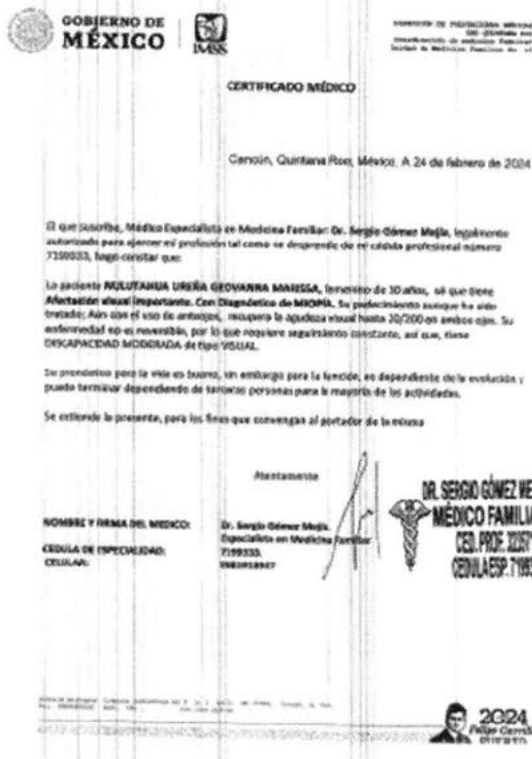 GOBIERNO DE
MÉXICO
IMSS
CERTIFICADO MÉDICO
Cancún, Quintana Roo, México, A 24 de febrero de 2024
El que suscribe, Médico Especialista en Medicina Familiar: Dr. Sergio Gómez Mejía, legalmente
autorizado para ejercer mi profesión tal como se desprende de mi cédula profesional número
7199333, hago constar que:
La paciente UREÑA GEOVANNA MARISSA, femenino de 30 años, sé que tiene
Afectación visual importante. Con Diagnóstico de MIOPÍA. Su padecimiento aunque ha sido
tratado; Aún con el uso de anteojos, recupera la agudeza visual hasta 20/200 en ambos ojos. Su
enfermedad no es reversible, por lo que requiere seguimiento constante, así que, tiene
DISCAPACIDAD MODERADA de tipo VISUAL.
Su pronóstico para la vida es bueno, sin embargo para la función, es dependiente de la evolución y
puede terminar dependiendo de terceras personas para la mayoría de las actividades.
Se extiende la presente, para los fines que convengan al portador de la misma
Atentamente
NOMBRE Y FIRMA DEL MEDICO:
Dr. Sergio Gómez Mejía.
Especialista en Medicina Familiar
CEDULA DE ESPECIALIDAD:
7199333.
CELULAR:
DR. SERGIO GÓMEZ ME
MÉDICO FAMILIA
CED. PROF.
CEDULA ESP.
2024
Felipe Carrillo